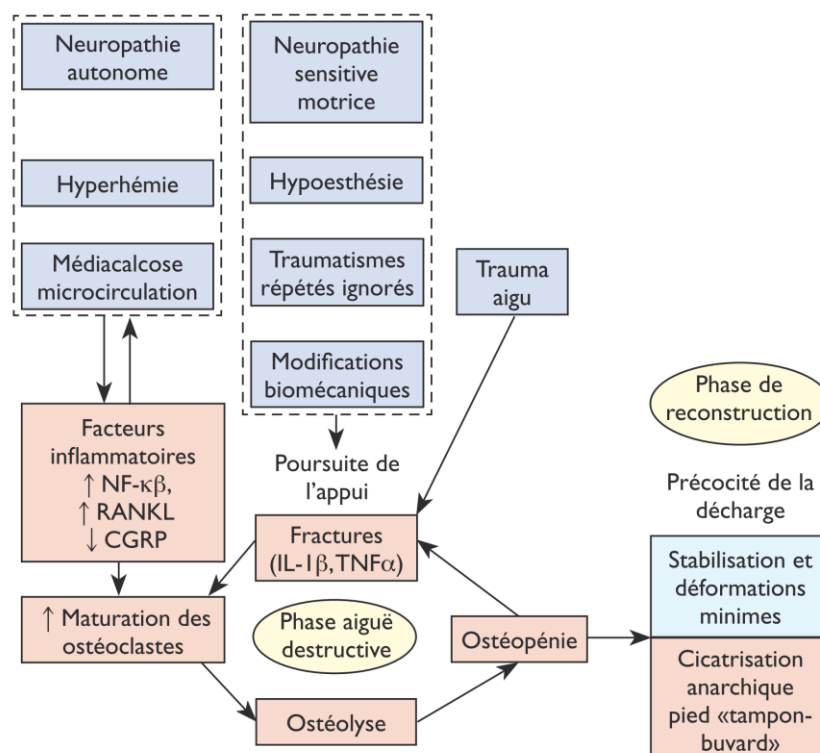 Neuropathie
autonome
Hyperhémie
Médiacalcose
microcirculation
Neuropathie
sensitive
motrice
Hypoesthésie
Traumatismes
répétés ignorés
Modifications
biomécaniques
Trauma
aigu
Facteurs
inflammatoires
↑ NF-κβ,
↑ RANKL
↓ CGRP
Poursuite de
l'appui
Fractures
(IL-1β, TNFα)
↑ Maturation des
ostéoclastes
Phase aiguë
destructive
Ostéolyse
Ostéopénie
Phase de
reconstruction
Précocité de la
décharge
Stabilisation et
déformations
minimes
Cicatrisation
anarchique
pied «tampon-
buvard»